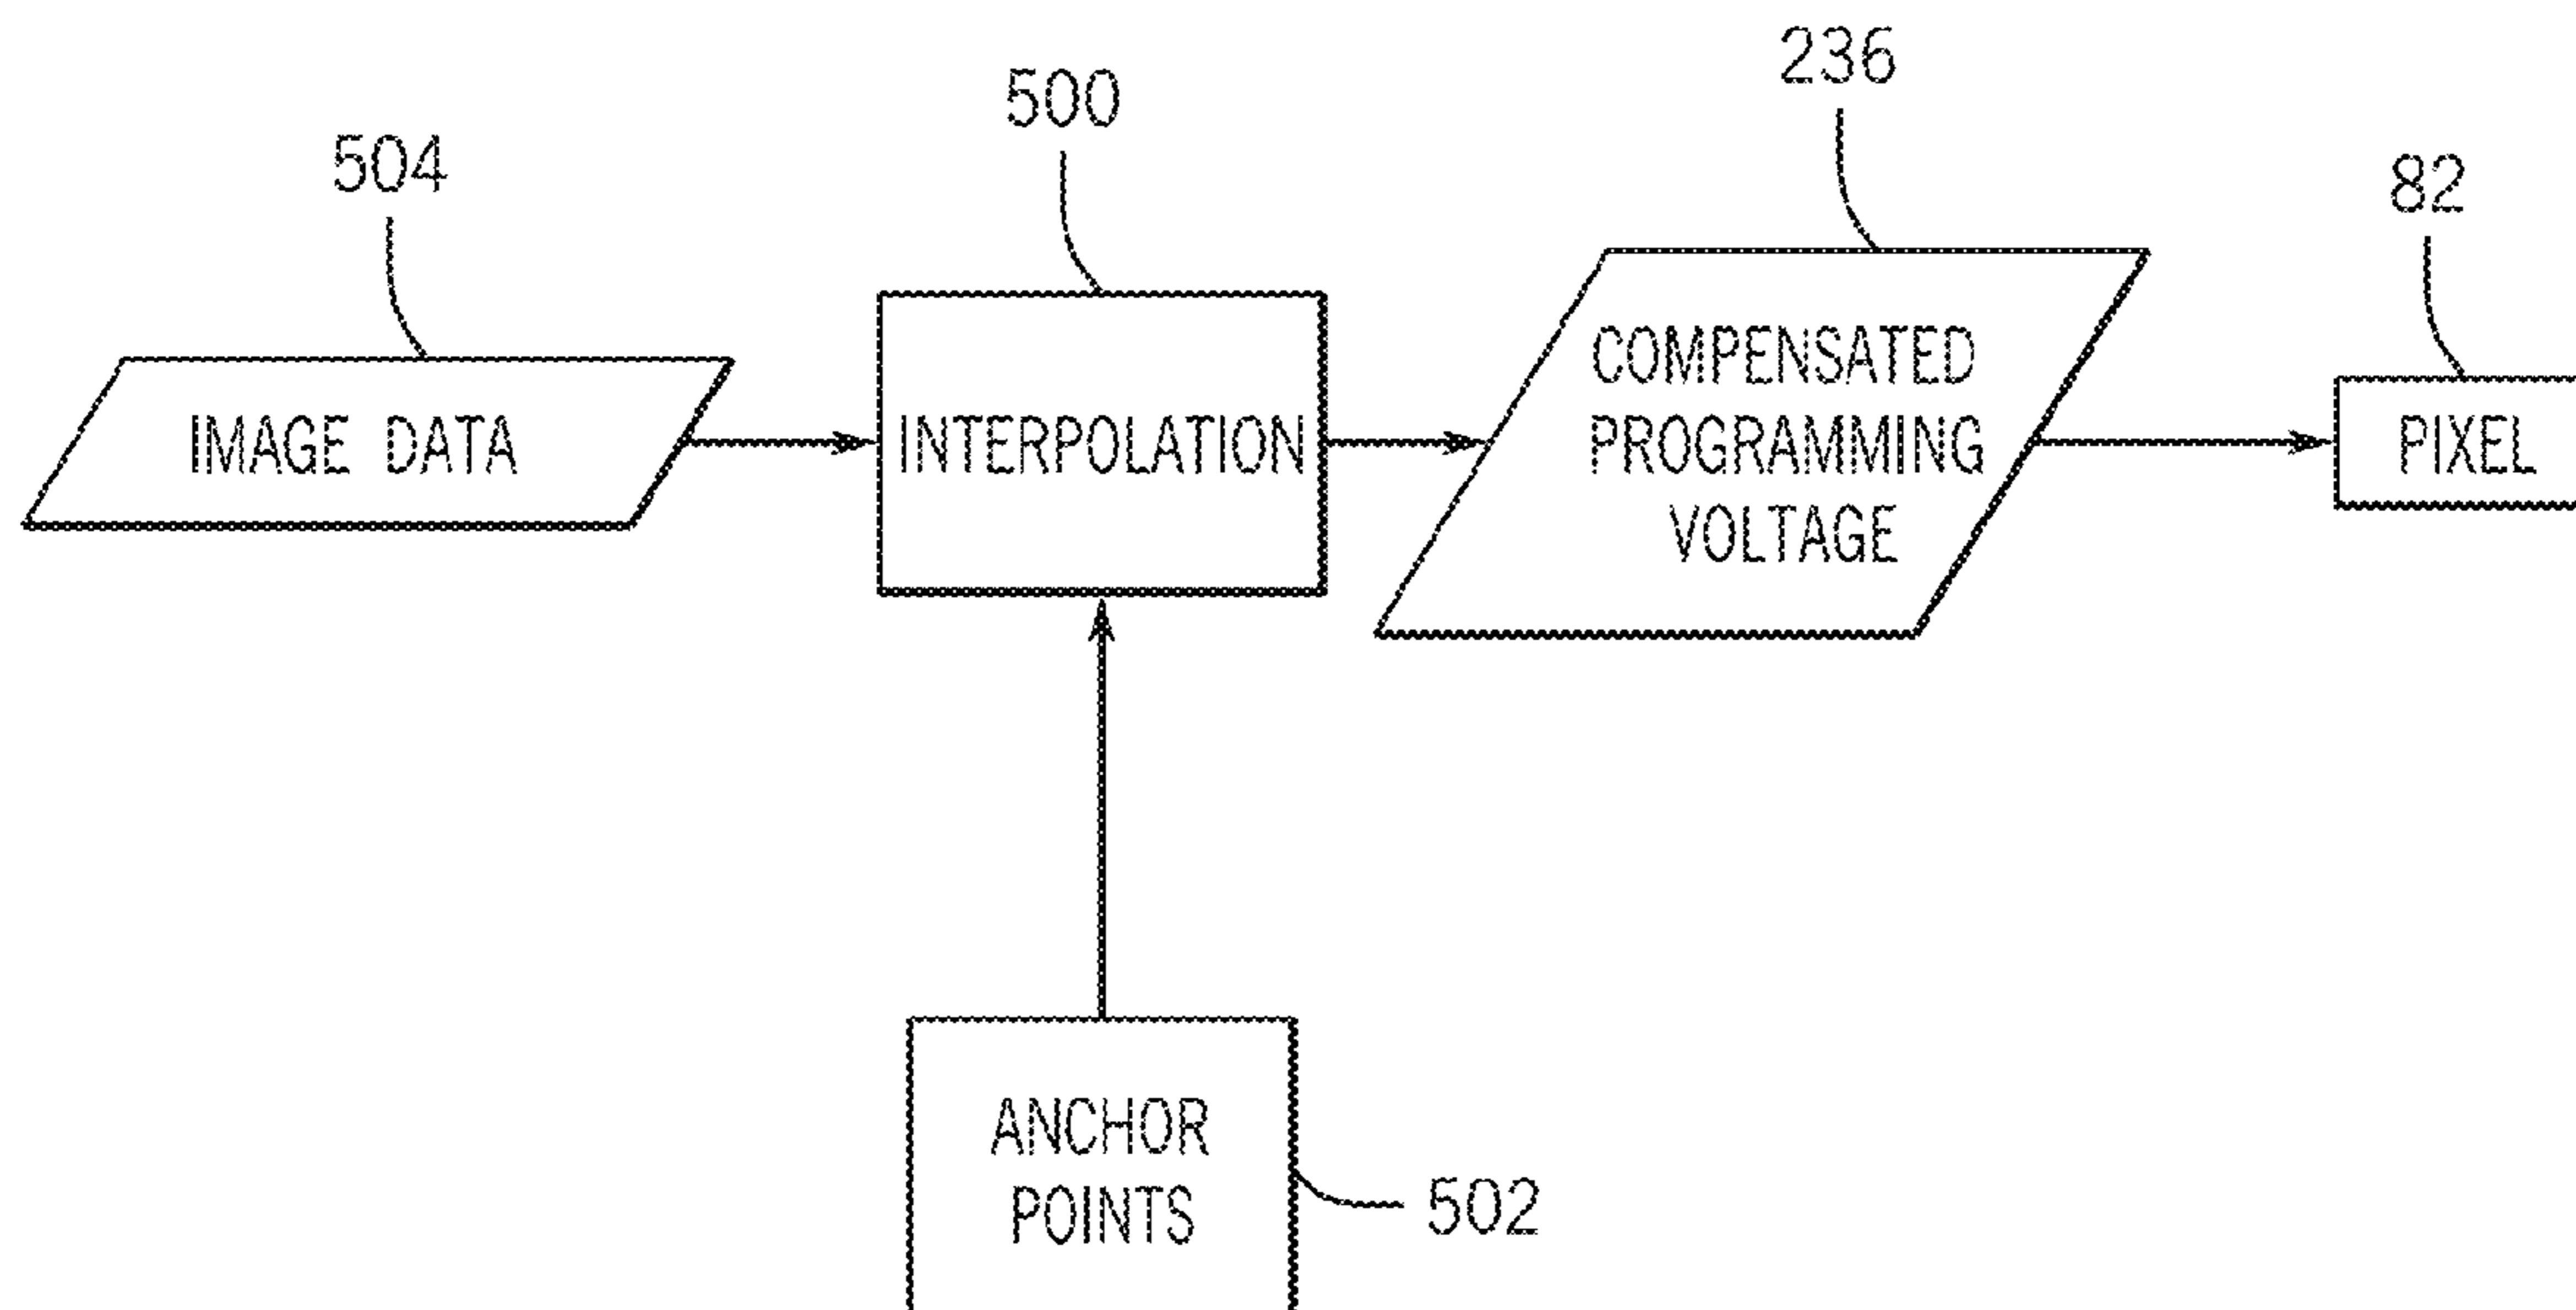 236
500
504
82
IMAGE DATA
INTERPOLATION
COMPENSATED
PROGRAMMING
VOLTAGE
PIXEL
ANCHOR
POINTS
502